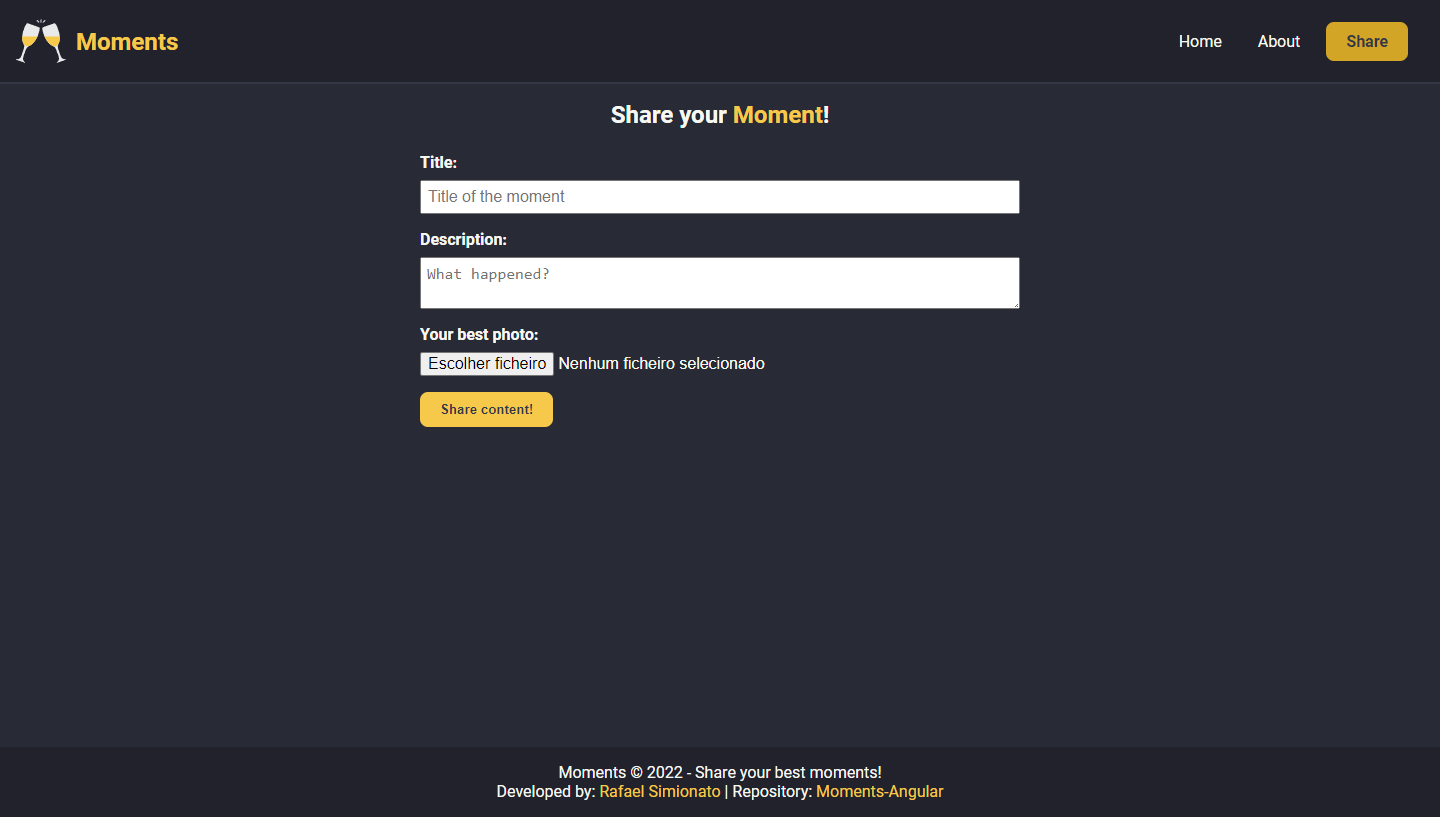 Moments
Home About Share
Share your Moment!
Title:
Title of the moment
Description:
What happened?
Your best photo:
Escolher ficheiro Nenhum ficheiro selecionado
Share content!
Moments © 2022 - Share your best moments!
Developed by: Rafael Simionato | Repository: Moments-Angular